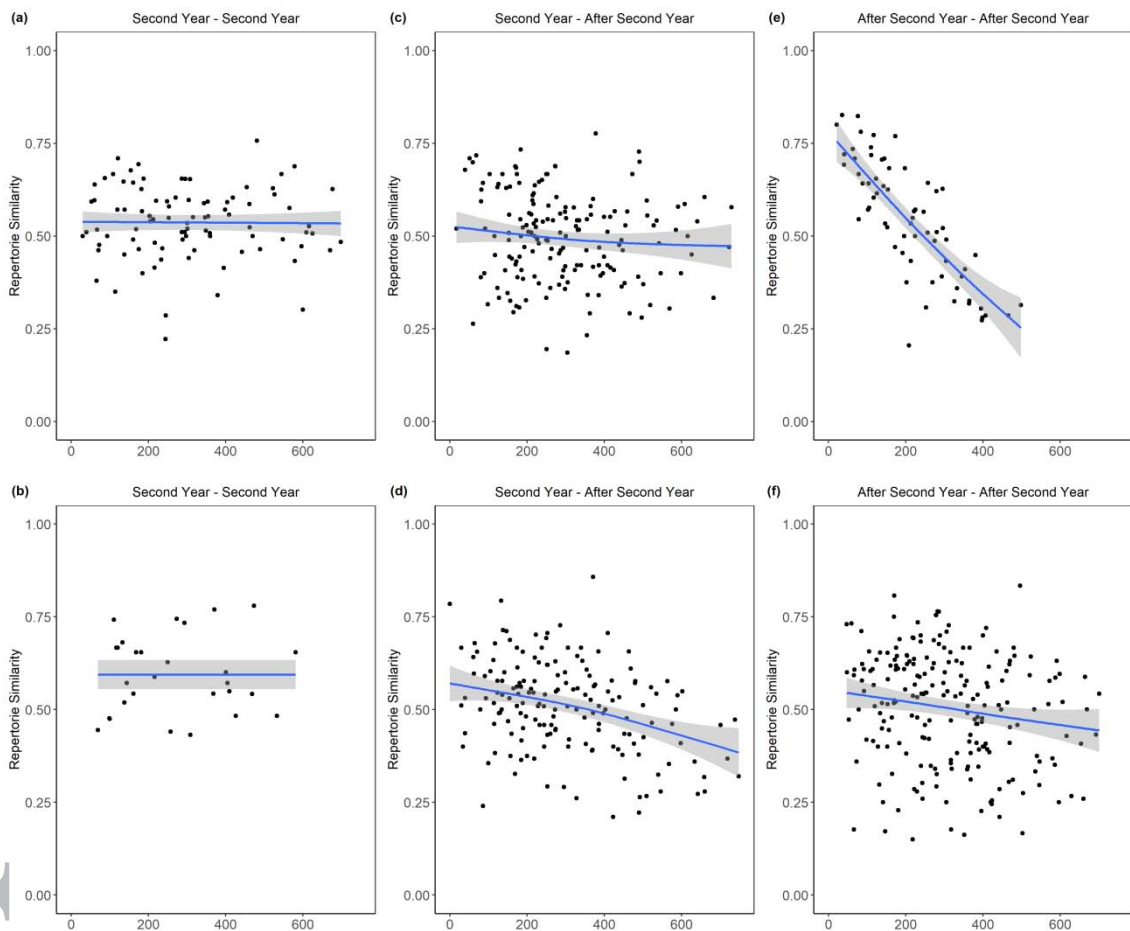 (a) Second Year - Second Year
Repertorie Similarity
1.00
0.75
0.50
0.25
0.00
0 200 400 600
(c) Second Year - After Second Year
Repertorie Similarity
1.00
0.75
0.50
0.25
0.00
0 200 400 600
(e) After Second Year - After Second Year
Repertorie Similarity
1.00
0.75
0.50
0.25
0.00
0 200 400 600
(b) Second Year - Second Year
Repertorie Similarity
1.00
0.75
0.50
0.25
0.00
0 200 400 600
(d) Second Year - After Second Year
Repertorie Similarity
1.00
0.75
0.50
0.25
0.00
0 200 400 600
(f) After Second Year - After Second Year
Repertorie Similarity
1.00
0.75
0.50
0.25
0.00
0 200 400 600